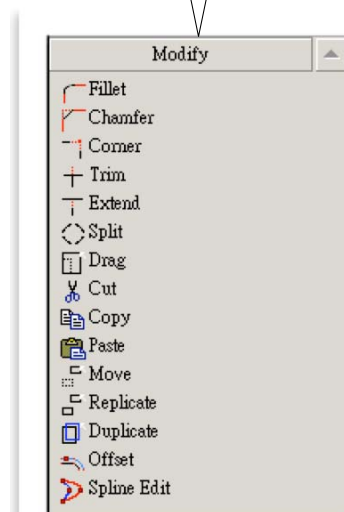 Modify
Fillet
Chamfer
Corner
Trim
Extend
Split
Drag
Cut
Copy
Paste
Move
Replicate
Duplicate
Offset
Spline Edit